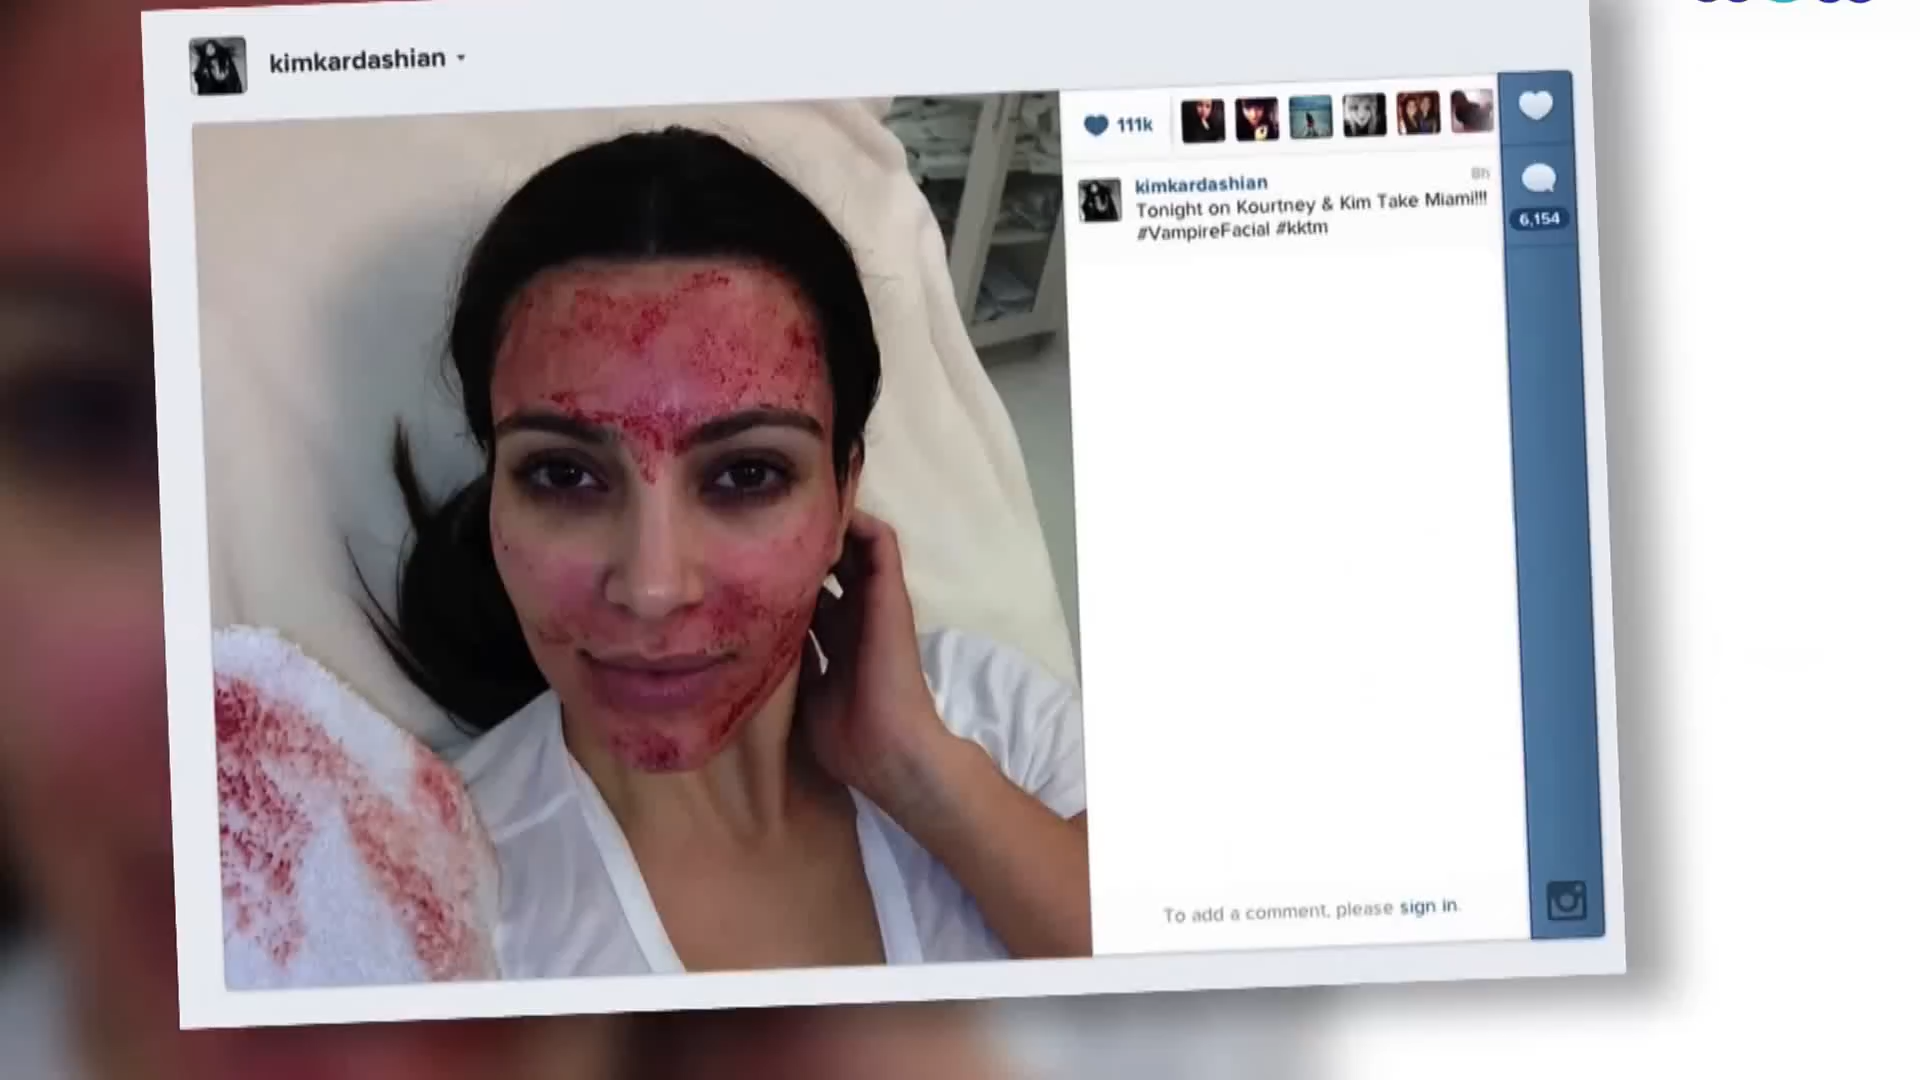 kimkardashian
111k
kimkardashian
8h
Tonight on Kourtney & Kim Take Miami!!!
#VampireFacial #kktm
6,154
To add a comment, please sign in.